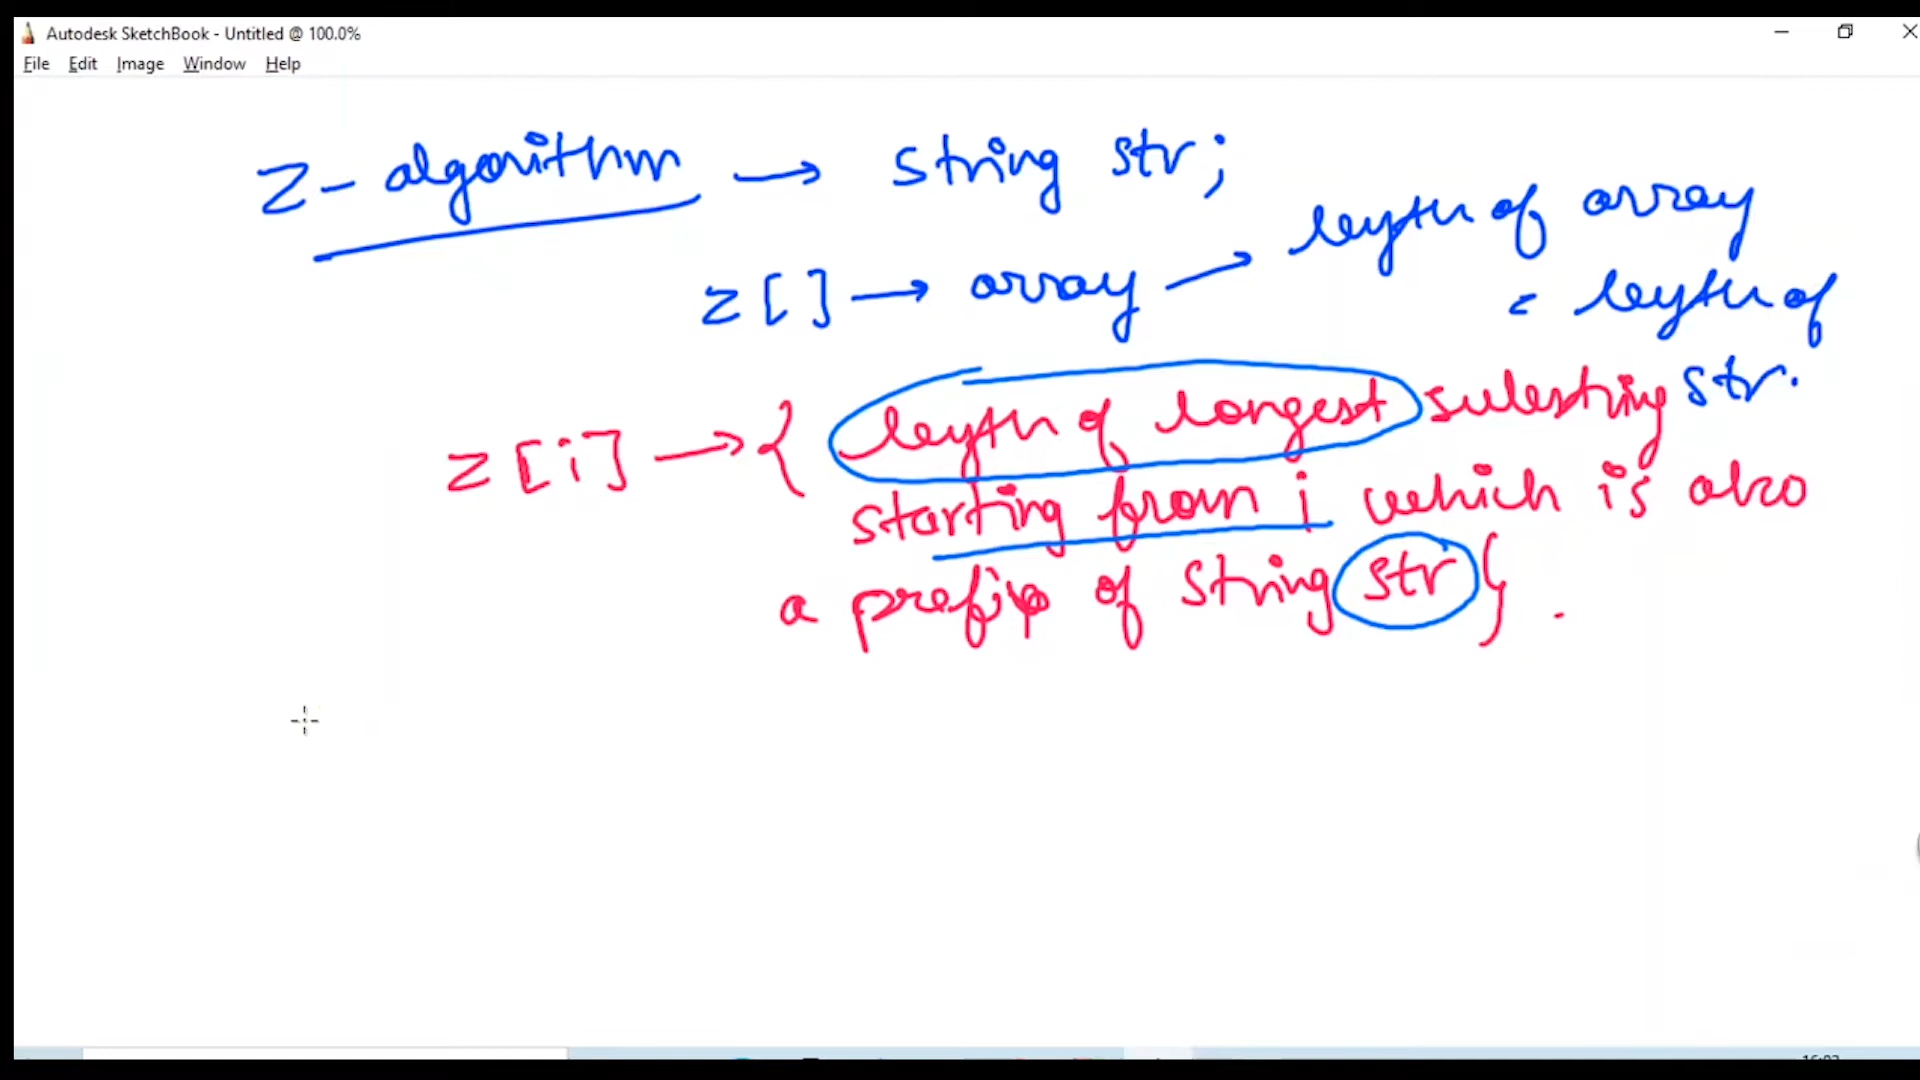 Autodesk SketchBook - Untitled @ 100.0%
File Edit Image Window Help
Z-algorithm → string str;
z[] → array → length of array
= length of
str.
z[i] → { length of longest substring
starting from i which is also
a prefix of string str } .